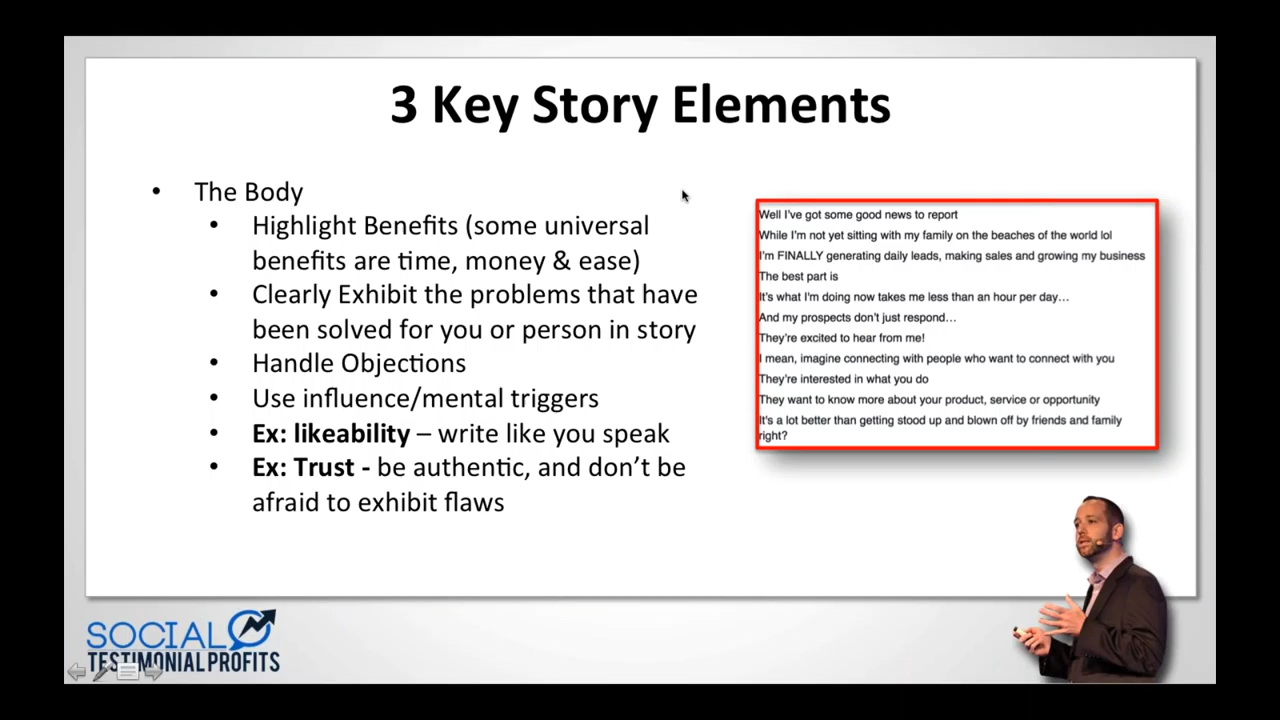 3 Key Story Elements
• The Body
• Highlight Benefits (some universal
benefits are time, money & ease)
• Clearly Exhibit the problems that have
been solved for you or person in story
• Handle Objections
• Use influence/mental triggers
• Ex: likeability – write like you speak
• Ex: Trust - be authentic, and don’t be
afraid to exhibit flaws
Well I’ve got some good news to report
While I’m not yet sitting with my family on the beaches of the world lol
I’m FINALLY generating daily leads, making sales and growing my business
The best part is
It’s what I’m doing now takes me less than an hour per day…
And my prospects don’t just respond…
They’re excited to hear from me!
I mean, imagine connecting with people who want to connect with you
They’re interested in what you do
They want to know more about your product, service or opportunity
It’s a lot better than getting stood up and blown off by friends and family
right?
SOCIAL
TESTIMONIAL PROFITS